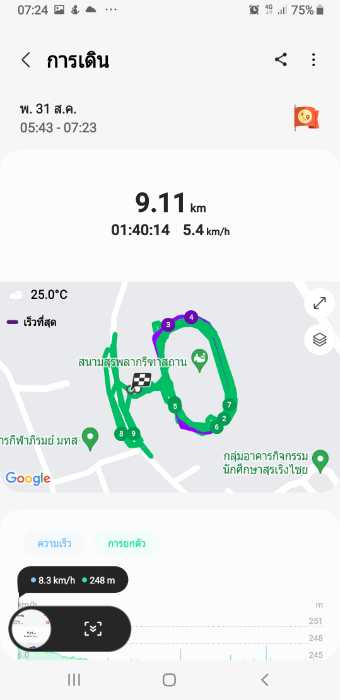 07:24 75%
การเดิน
พ. 31 ส.ค.
05:43 - 07:23
9.11 km
01:40:14 5.4 km/h
25.0°C
เร็วที่สุด
3 4
สนามสุรพลากรีฑาสถาน
5 7
2
6
8 9
ารกีฬาภิรมย์ มทส
กลุ่มอาคารกิจกรรม
นักศึกษาสุรเริงไชย
Google
ความเร็ว การยกตัว
8.3 km/h 248 m
km/h m
251
248
245